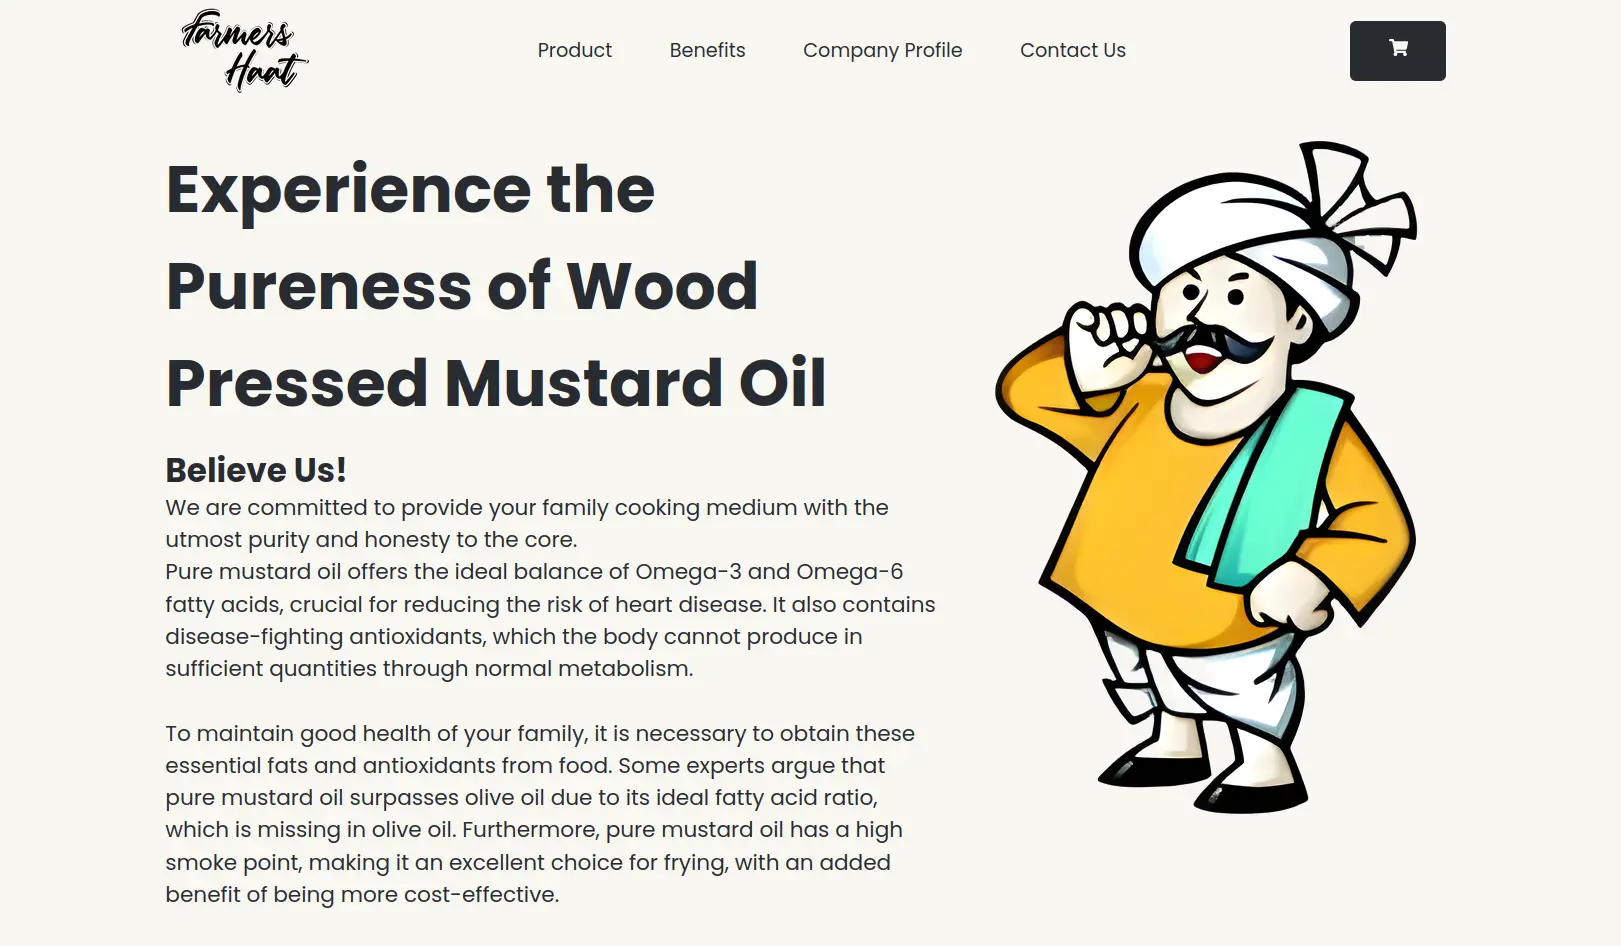 Farmers
Haat
Product
Benefits
Company Profile
Contact Us
Experience the
Pureness of Wood
Pressed Mustard Oil
Believe Us!
We are committed to provide your family cooking medium with the
utmost purity and honesty to the core.
Pure mustard oil offers the ideal balance of Omega-3 and Omega-6
fatty acids, crucial for reducing the risk of heart disease. It also contains
disease-fighting antioxidants, which the body cannot produce in
sufficient quantities through normal metabolism.
To maintain good health of your family, it is necessary to obtain these
essential fats and antioxidants from food. Some experts argue that
pure mustard oil surpasses olive oil due to its ideal fatty acid ratio,
which is missing in olive oil. Furthermore, pure mustard oil has a high
smoke point, making it an excellent choice for frying, with an added
benefit of being more cost-effective.